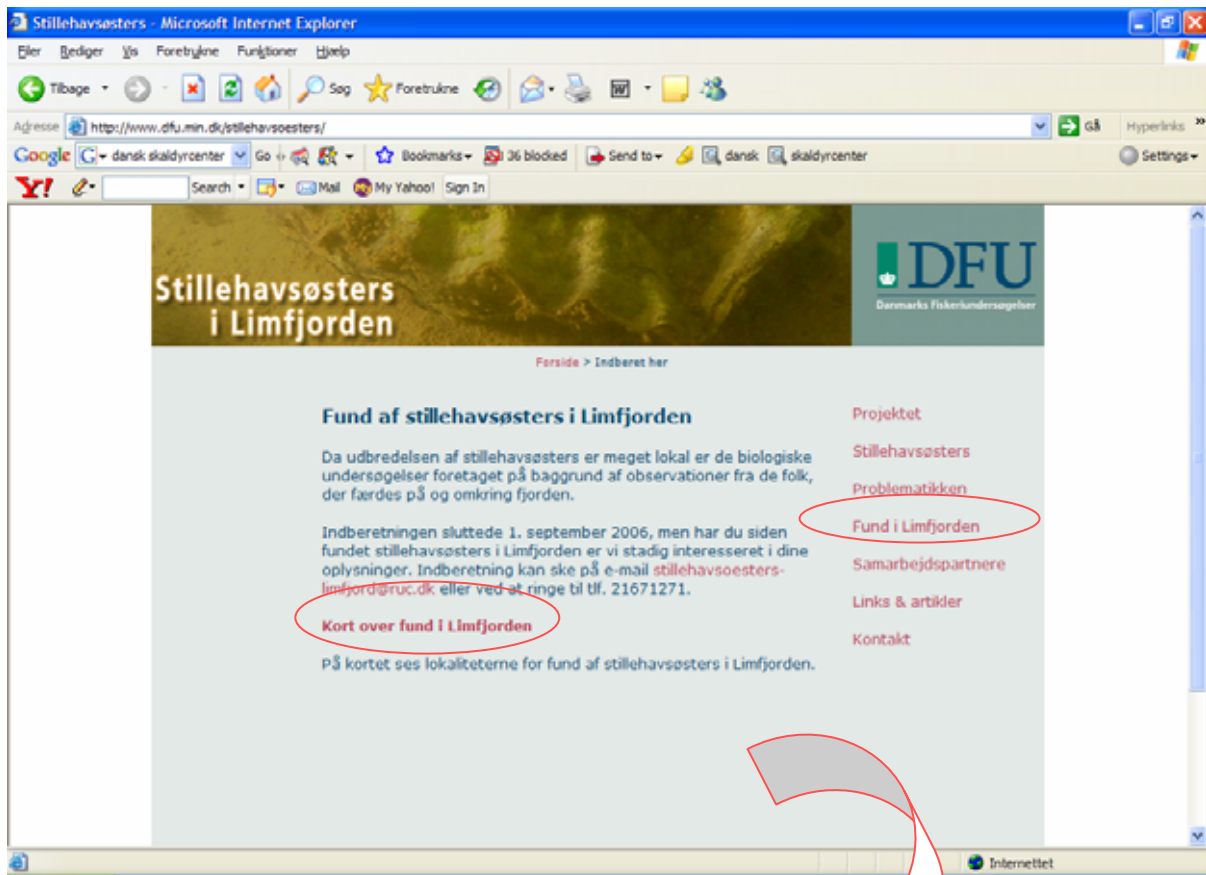 Stillehavsøsters - Microsoft Internet Explorer
Filer Rediger Vis Foretrukne Funktioner Hjælp
Tilbage Søg Foretrukne
Adresse http://www.dfu.min.dk/stillehavsoesters/ Gå Hyperlinks
Google dansk skaldyrcenter Go Bookmarks 36 blocked Send to dansk skaldyrcenter Settings
Y! Search Mail My Yahoo! Sign In
Stillehavsøsters
i Limfjorden
DFU
Danmarks Fiskeriundersøgelser
Forside > Indberet her
Fund af stillehavsøsters i Limfjorden
Da udbredelsen af stillehavsøsters er meget lokal er de biologiske
undersøgelser foretaget på baggrund af observationer fra de folk,
der færdes på og omkring fjorden.
Indberetningen sluttede 1. september 2006, men har du siden
fundet stillehavsøsters i Limfjorden er vi stadig interesseret i dine
oplysninger. Indberetning kan ske på e-mail stillehavsoesters-
limfjord@ruc.dk eller ved at ringe til tlf. 21671271.
Kort over fund i Limfjorden
På kortet ses lokaliteterne for fund af stillehavsøsters i Limfjorden.
Projektet
Stillehavsøsters
Problematikken
Fund i Limfjorden
Samarbejdspartnere
Links & artikler
Kontakt
Internettet